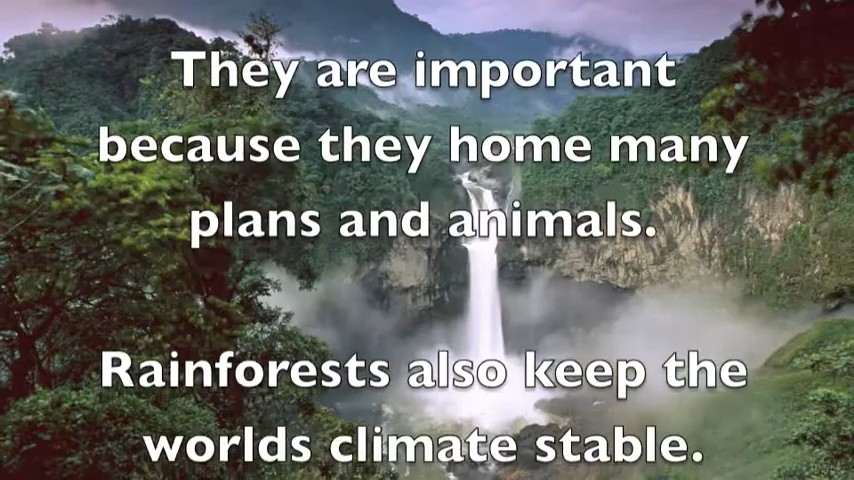 They are important
because they home many
plans and animals.
Rainforests also keep the
worlds climate stable.